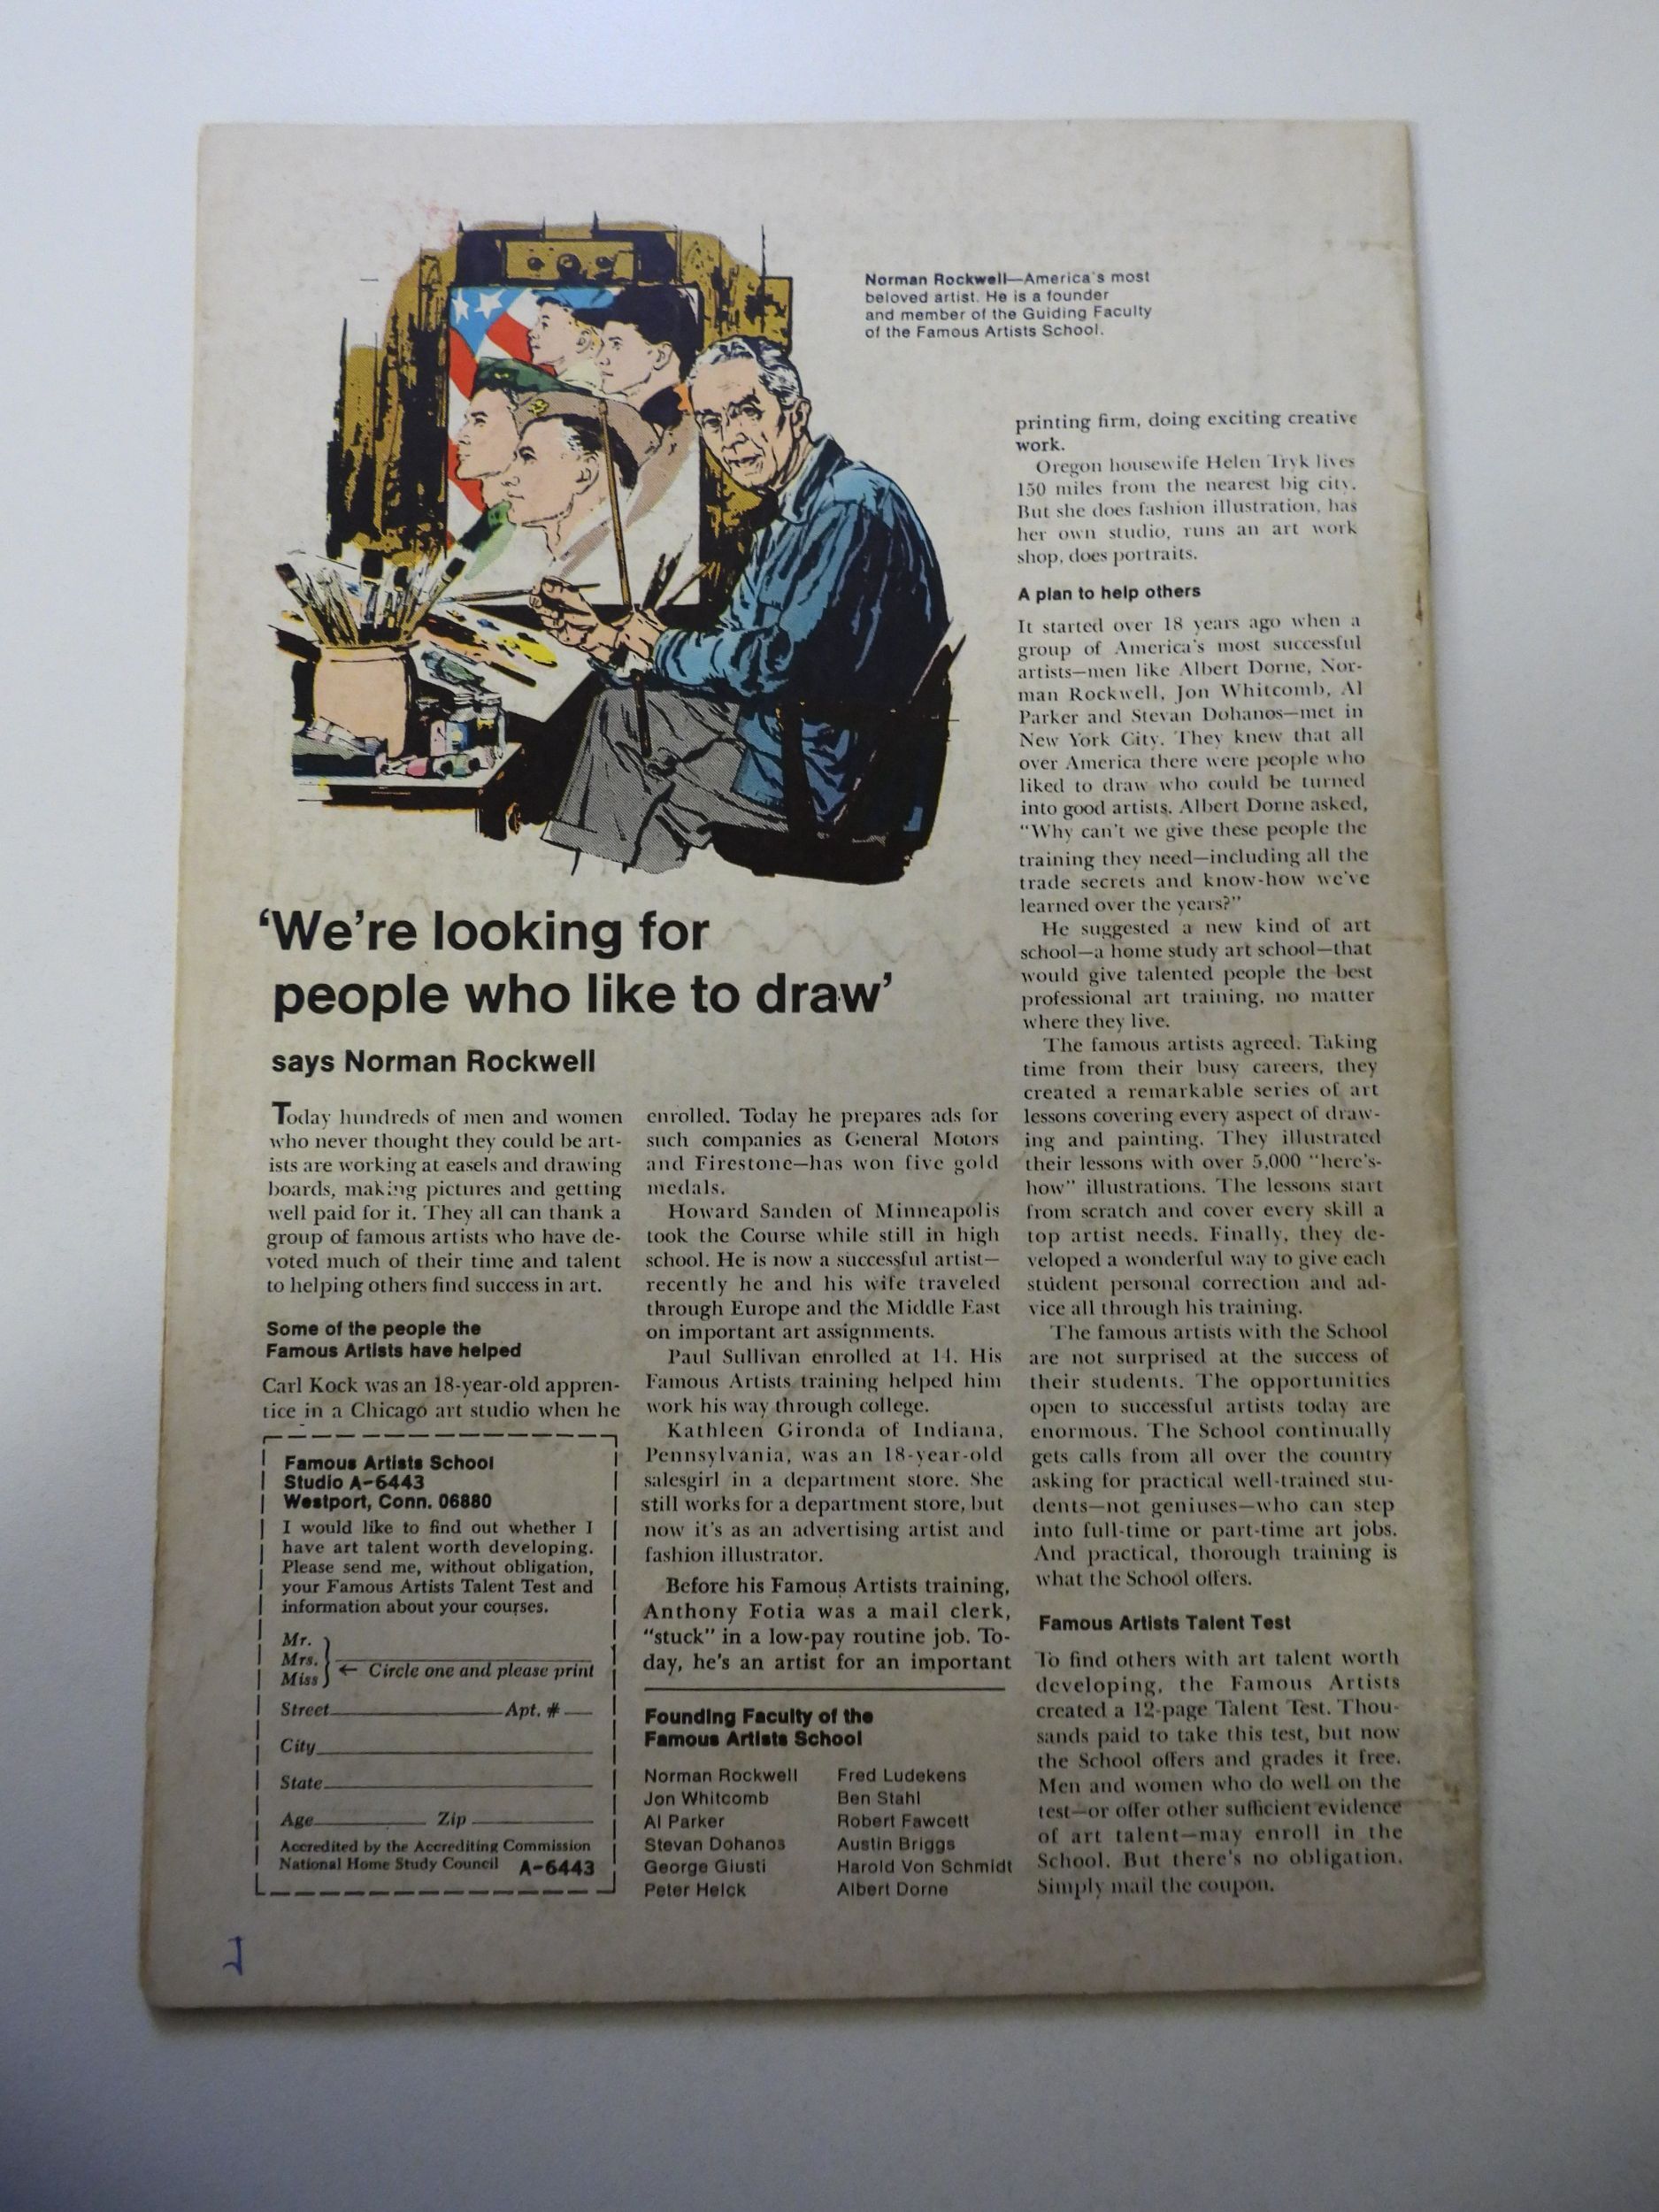 Norman Rockwell—America's most
beloved artist. He is a founder
and member of the Guiding Faculty
of the Famous Artists School.
'We're looking for
people who like to draw'
says Norman Rockwell
Today hundreds of men and women
who never thought they could be art-
ists are working at easels and drawing
boards, making pictures and getting
well paid for it. They all can thank a
group of famous artists who have de-
voted much of their time and talent
to helping others find success in art.
Some of the people the
Famous Artists have helped
Carl Kock was an 18-year-old appren-
tice in a Chicago art studio when he
enrolled. Today he prepares ads for
such companies as General Motors
and Firestone—has won five gold
medals.
Howard Sanden of Minneapolis
took the Course while still in high
school. He is now a successful artist—
recently he and his wife traveled
through Europe and the Middle East
on important art assignments.
Paul Sullivan enrolled at 14. His
Famous Artists training helped him
work his way through college.
Kathleen Gironda of Indiana,
Pennsylvania, was an 18-year-old
salesgirl in a department store. She
still works for a department store, but
now it's as an advertising artist and
fashion illustrator.
Before his Famous Artists training,
Anthony Fotia was a mail clerk,
"stuck" in a low-pay routine job. To-
day, he's an artist for an important
printing firm, doing exciting creative
work.
Oregon housewife Helen Tryk lives
150 miles from the nearest big city.
But she does fashion illustration, has
her own studio, runs an art work
shop, does portraits.
A plan to help others
It started over 18 years ago when a
group of America's most successful
artists—men like Albert Dorne, Nor-
man Rockwell, Jon Whitcomb, Al
Parker and Stevan Dohanos—met in
New York City. They knew that all
over America there were people who
liked to draw who could be turned
into good artists. Albert Dorne asked,
"Why can't we give these people the
training they need—including all the
trade secrets and know-how we've
learned over the years?"
He suggested a new kind of art
school—a home study art school—that
would give talented people the best
professional art training, no matter
where they live.
The famous artists agreed. Taking
time from their busy careers, they
created a remarkable series of art
lessons covering every aspect of draw-
ing and painting. They illustrated
their lessons with over 5,000 "here's-
how" illustrations. The lessons start
from scratch and cover every skill a
top artist needs. Finally, they de-
veloped a wonderful way to give each
student personal correction and ad-
vice all through his training.
The famous artists with the School
are not surprised at the success of
their students. The opportunities
open to successful artists today are
enormous. The School continually
gets calls from all over the country
asking for practical well-trained stu-
dents—not geniuses—who can step
into full-time or part-time art jobs.
And practical, thorough training is
what the School offers.
Famous Artists Talent Test
To find others with art talent worth
developing, the Famous Artists
created a 12-page Talent Test. Thou-
sands paid to take this test, but now
the School offers and grades it free.
Men and women who do well on the
test—or offer other sufficient evidence
of art talent—may enroll in the
School. But there's no obligation.
Simply mail the coupon.
Famous Artists School
Studio A-6443
Westport, Conn. 06880
I would like to find out whether I
have art talent worth developing.
Please send me, without obligation,
your Famous Artists Talent Test and
information about your courses.
Mr.
Mrs.
Miss
← Circle one and please print
Street Apt. #
City
State
Age Zip
Accredited by the Accrediting Commission
National Home Study Council A-6443
Founding Faculty of the
Famous Artists School
Norman Rockwell
Jon Whitcomb
Al Parker
Stevan Dohanos
George Giusti
Peter Helck
Fred Ludekens
Ben Stahl
Robert Fawcett
Austin Briggs
Harold Von Schmidt
Albert Dorne